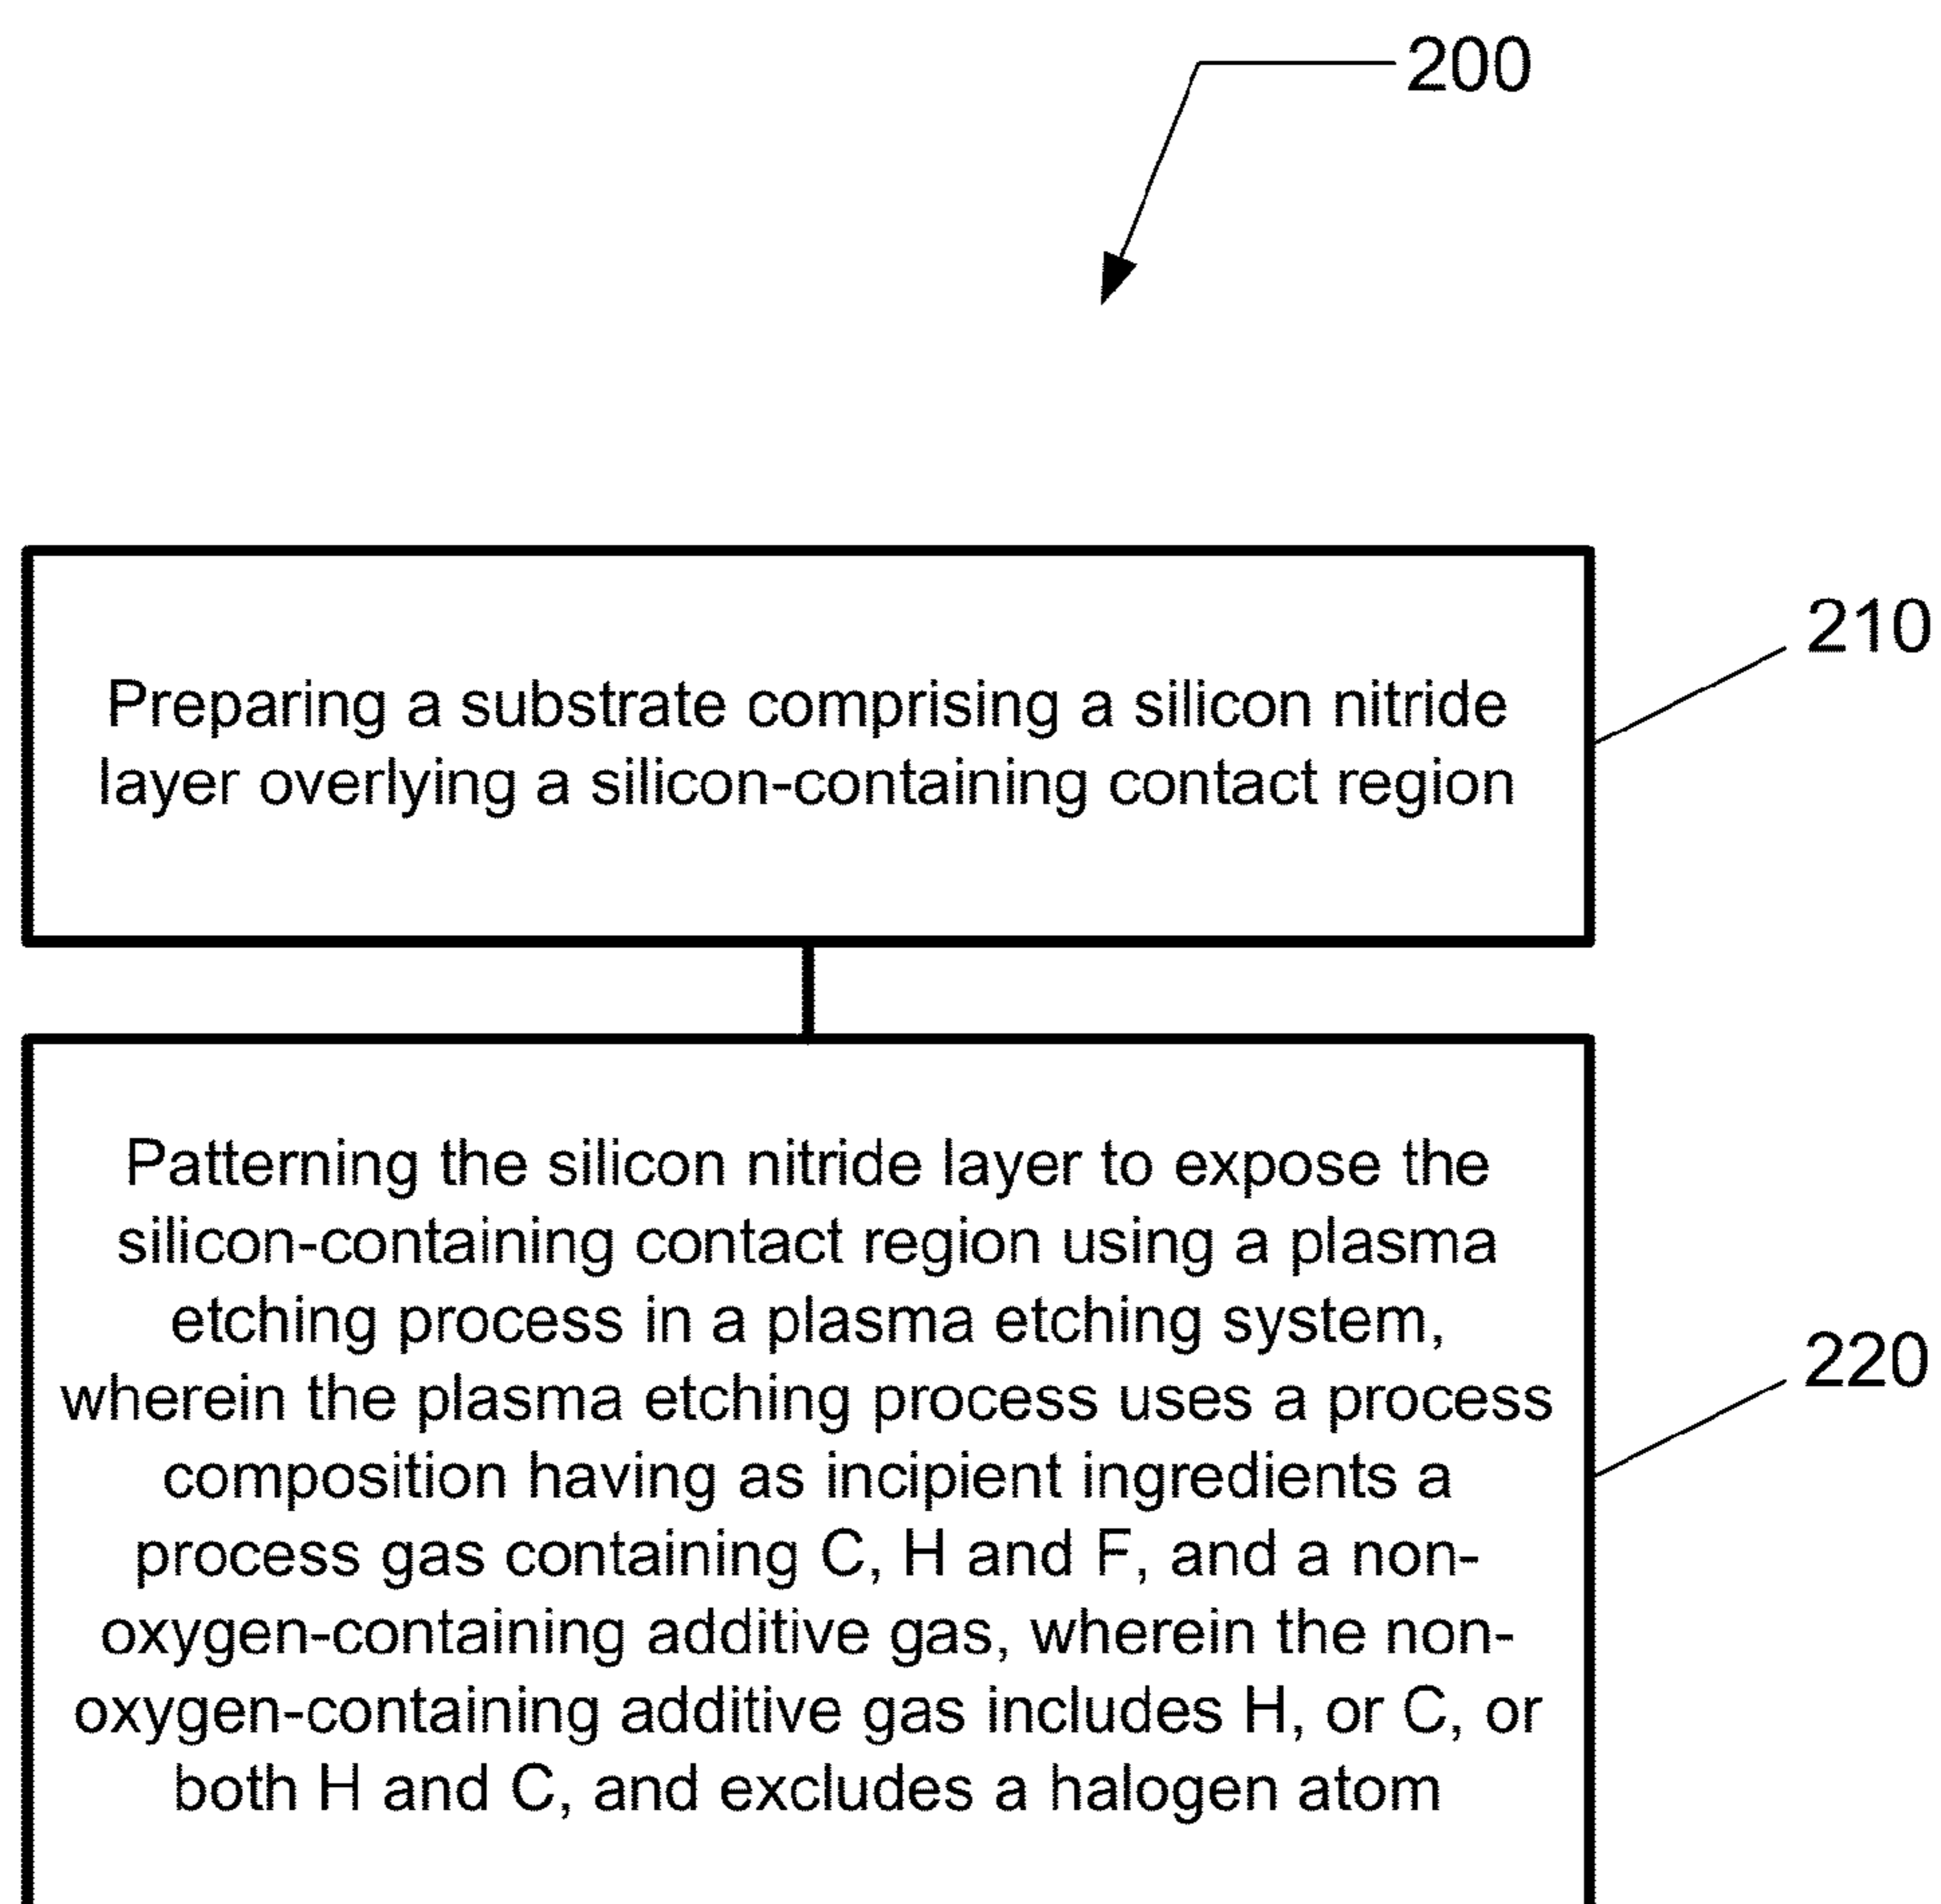 200
210
Preparing a substrate comprising a silicon nitride
layer overlying a silicon-containing contact region
Patterning the silicon nitride layer to expose the
silicon-containing contact region using a plasma
etching process in a plasma etching system,
wherein the plasma etching process uses a process
composition having as incipient ingredients a
process gas containing C, H and F, and a non-
oxygen-containing additive gas, wherein the non-
oxygen-containing additive gas includes H, or C, or
both H and C, and excludes a halogen atom
220